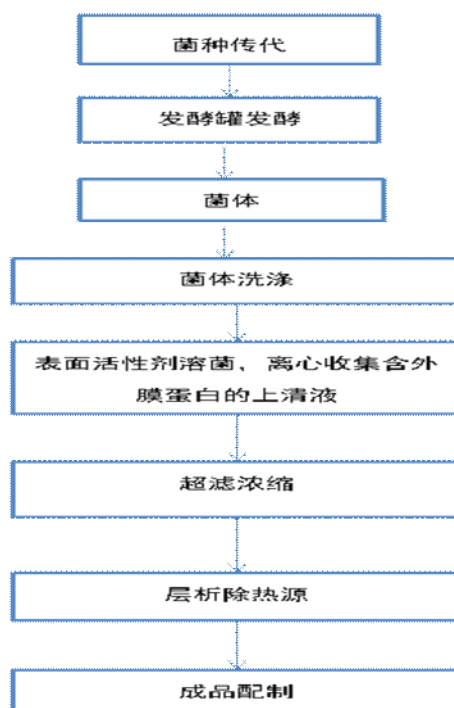 菌种传代
发酵罐发酵
菌体
菌体洗涤
表面活性剂溶菌，离心收集含外
膜蛋白的上清液
超滤浓缩
层析除热源
成品配制